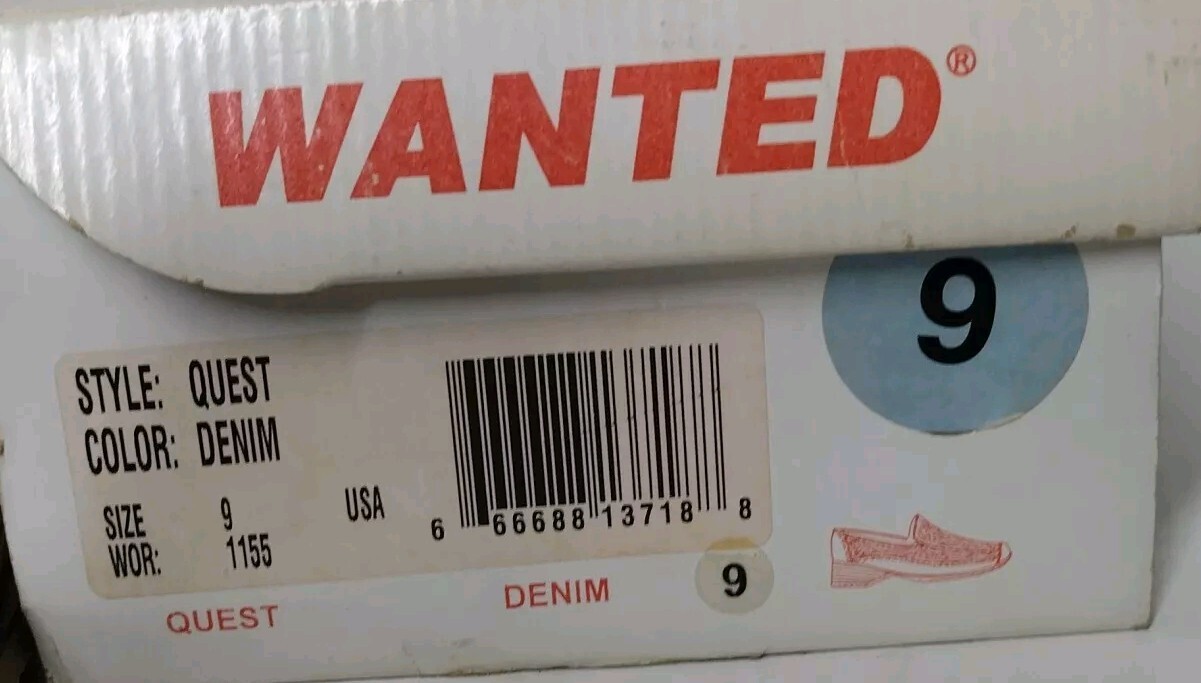 WANTED®
9
STYLE: QUEST
COLOR: DENIM
SIZE 9 USA
WOR: 1155
6 66688 13718 8
QUEST DENIM 9